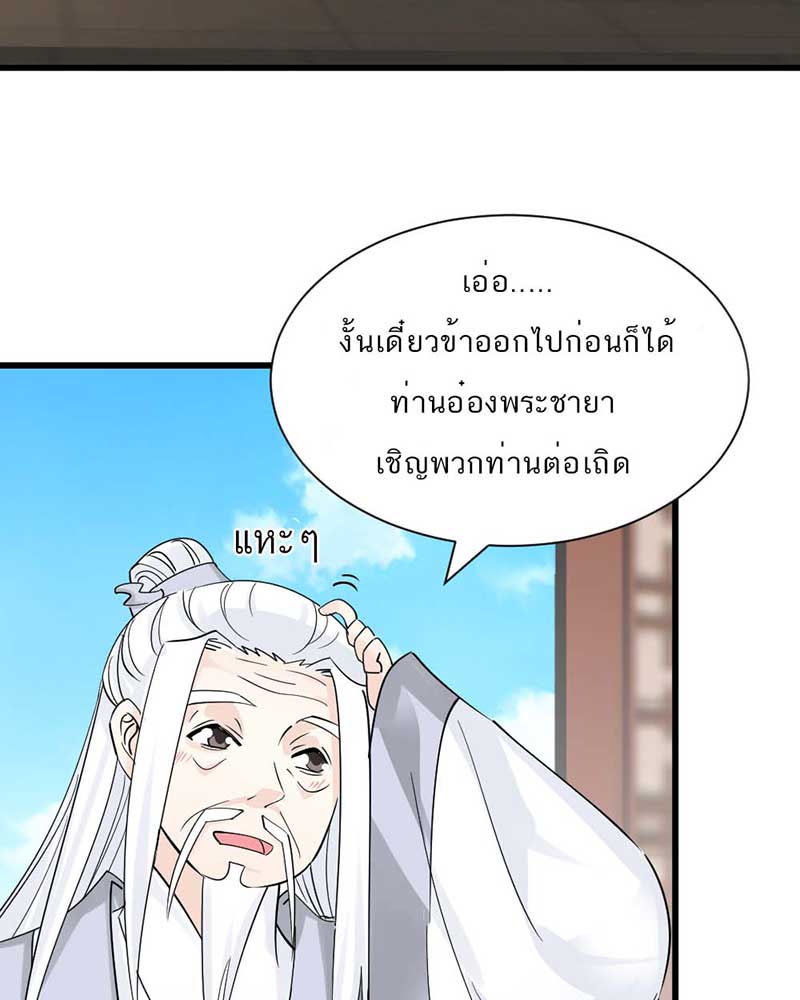 เอ่อ.....
งั้นเดี๋ยวข้าออกไปก่อนก็ได้
ท่านอ๋องพระชายา
เชิญพวกท่านต่อเถิด
แหะๆ